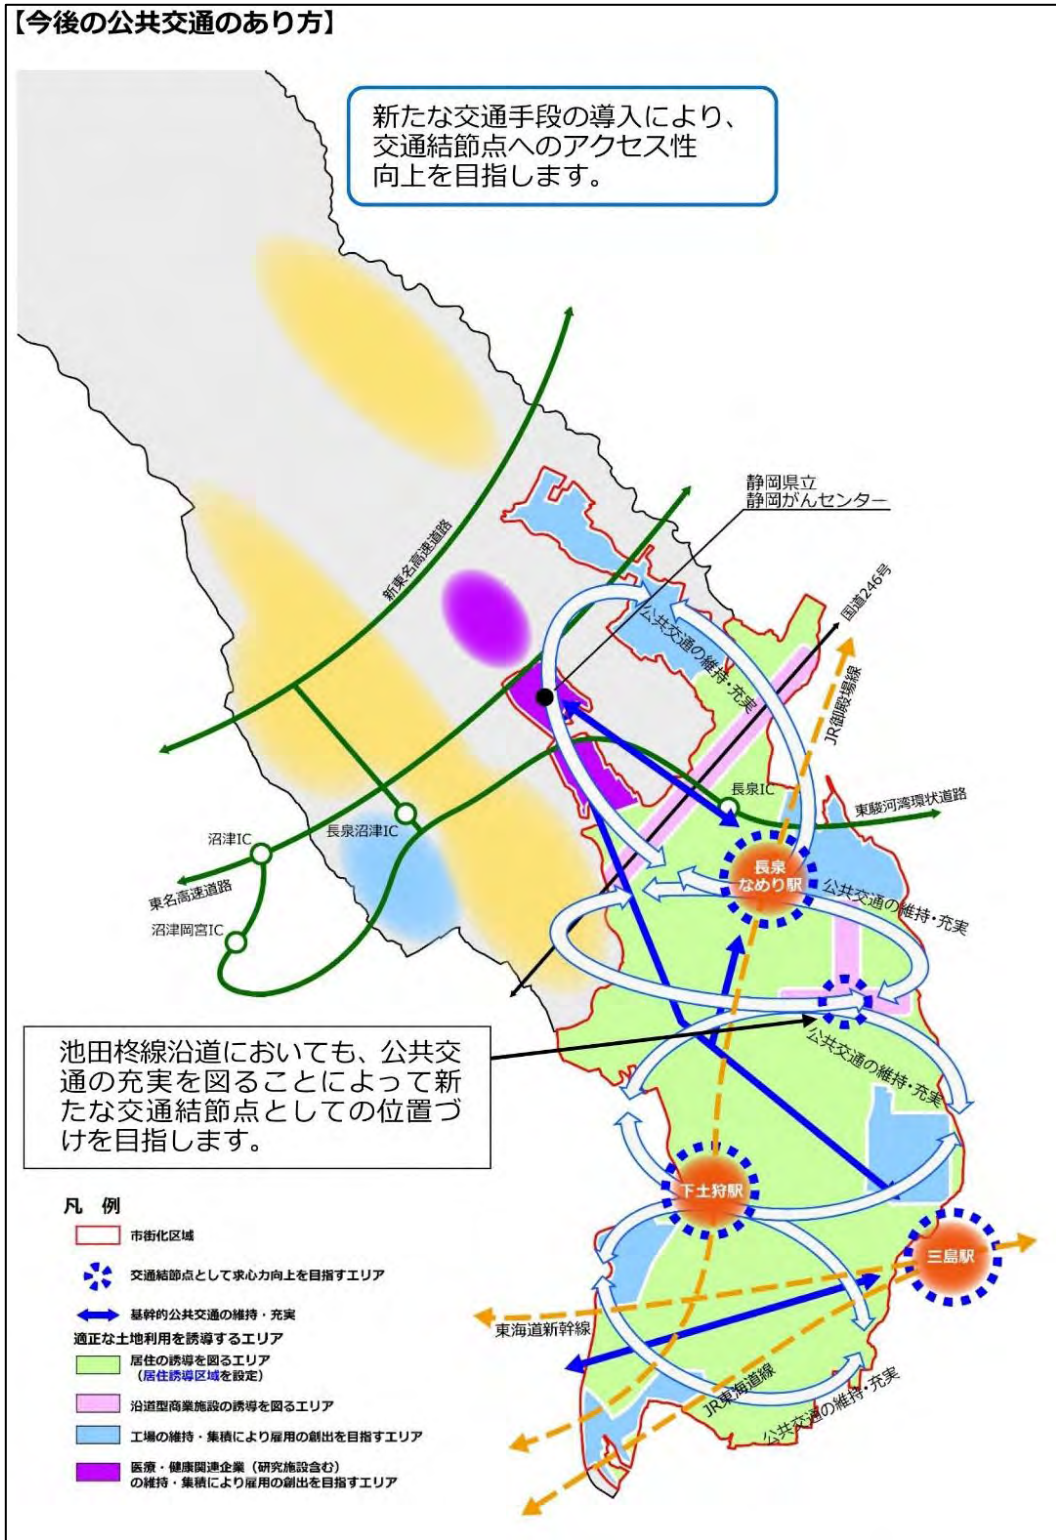 【今後の公共交通のあり方】
新たな交通手段の導入により、
交通結節点へのアクセス性
向上を目指します。
静岡県立
静岡がんセンター
新東名高速道路
国道246号
公共交通の維持・充実
JR御殿場線
長泉IC
東駿河湾環状道路
沼津IC
長泉沼津IC
東名高速道路
沼津岡宮IC
長泉
なめり駅
公共交通の維持・充実
公共交通の維持・充実
池田柊線沿道においても、公共交
通の充実を図ることによって新
たな交通結節点としての位置づ
けを目指します。
下土狩駅
三島駅
東海道新幹線
JR東海道線
公共交通の維持・充実
凡　例
市街化区域
交通結節点として求心力向上を目指すエリア
基幹的公共交通の維持・充実
適正な土地利用を誘導するエリア
居住の誘導を図るエリア
（居住誘導区域を設定）
沿道型商業施設の誘導を図るエリア
工場の維持・集積により雇用の創出を目指すエリア
医療・健康関連企業（研究施設含む）
の維持・集積により雇用の創出を目指すエリア